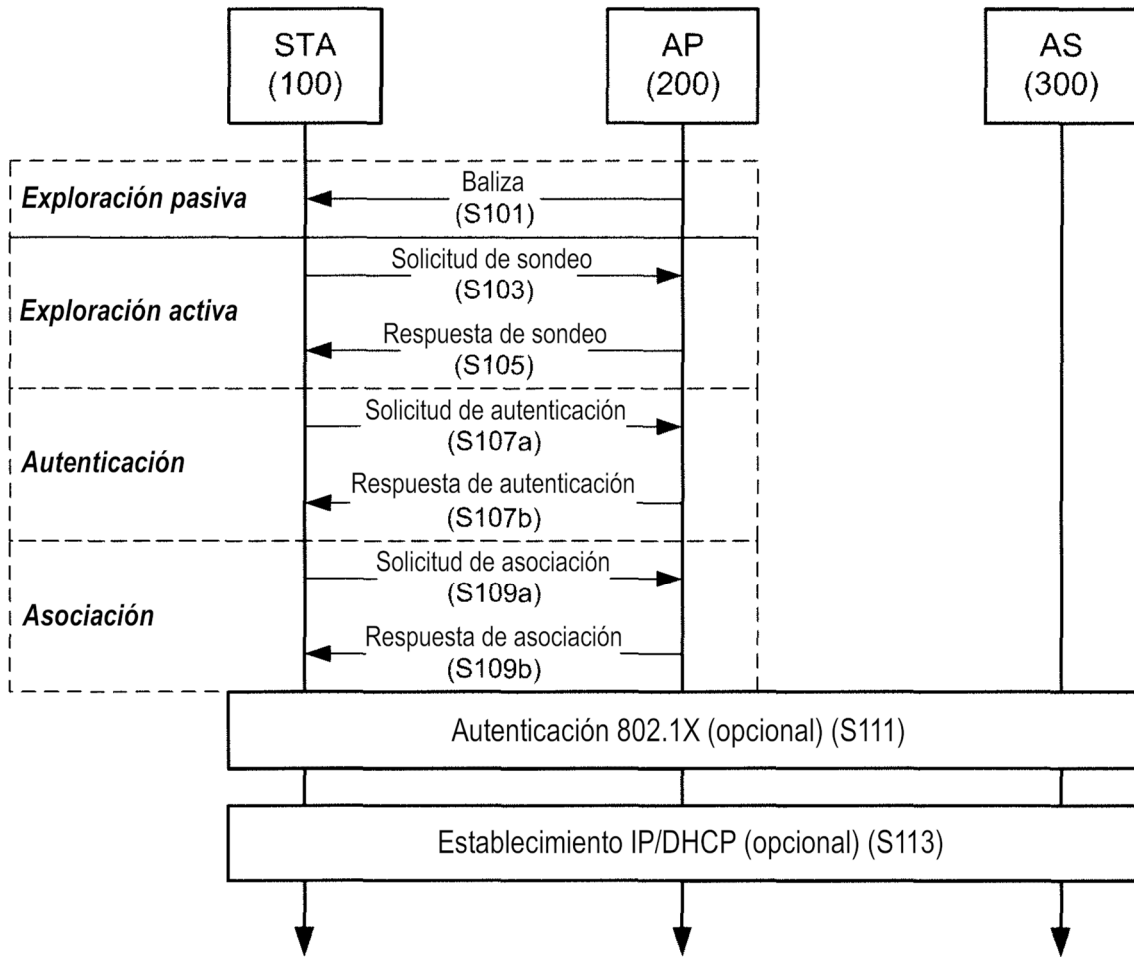 STA
(100)
AP
(200)
AS
(300)
Exploración pasiva
Baliza
(S101)
Exploración activa
Solicitud de sondeo
(S103)
Respuesta de sondeo
(S105)
Autenticación
Solicitud de autenticación
(S107a)
Respuesta de autenticación
(S107b)
Asociación
Solicitud de asociación
(S109a)
Respuesta de asociación
(S109b)
Autenticación 802.1X (opcional) (S111)
Establecimiento IP/DHCP (opcional) (S113)